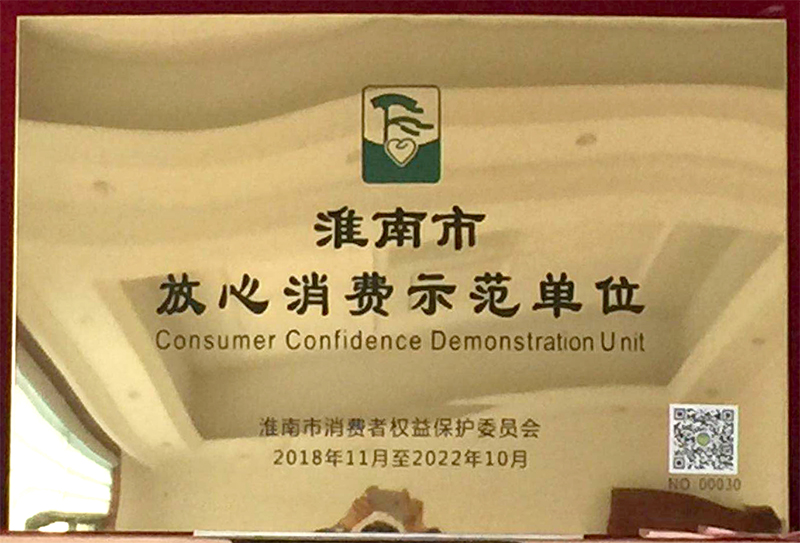 淮南市
放心消费示范单位
Consumer Confidence Demonstration Unit
淮南市消费者权益保护委员会
2018年11月至2022年10月
NO 00030